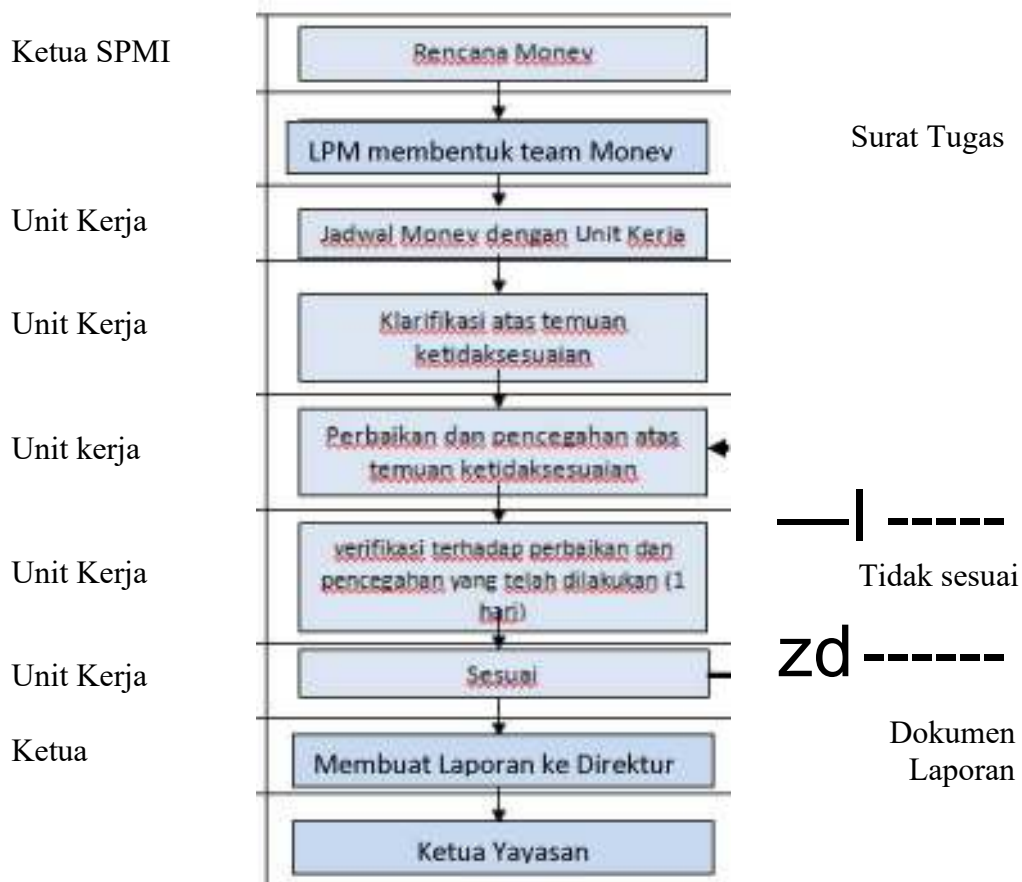 Ketua SPMI
Rencana Monev
LPM membentuk team Monev
Surat Tugas
Unit Kerja
Jadwal Monev dengan Unit Kerja
Unit Kerja
Klarifikasi atas temuan
ketidaksesuaian
Unit kerja
Perbaikan dan pencegahan atas
temuan ketidaksesuaian
Unit Kerja
verifikasi terhadap perbaikan dan
pencegahan yang telah dilakukan (1
hari)
Tidak sesuai
zd
Unit Kerja
Sesuai
Ketua
Membuat Laporan ke Direktur
Dokumen
Laporan
Ketua Yayasan